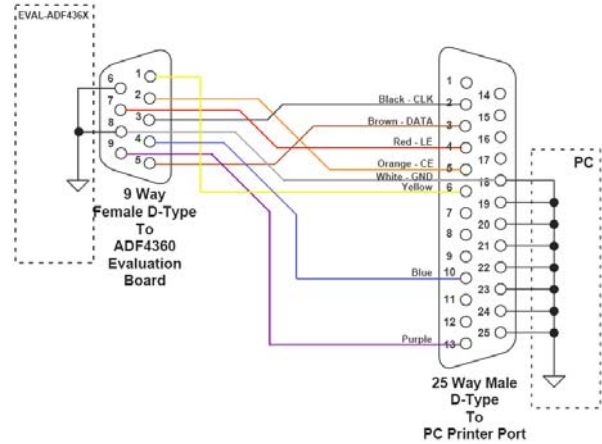 EVAL-ADF436X
1
2
3
4
5
6
7
8
9
9 Way
Female D-Type
To
ADF4360
Evaluation
Board
Black - CLK
Brown - DATA
Red - LE
Orange - CE
White - GND
Yellow
Blue
Purple
1
2
3
4
5
6
7
8
9
10
11
12
13
14
15
16
17
18
19
20
21
22
23
24
25
25 Way Male
D-Type
To
PC Printer Port
PC